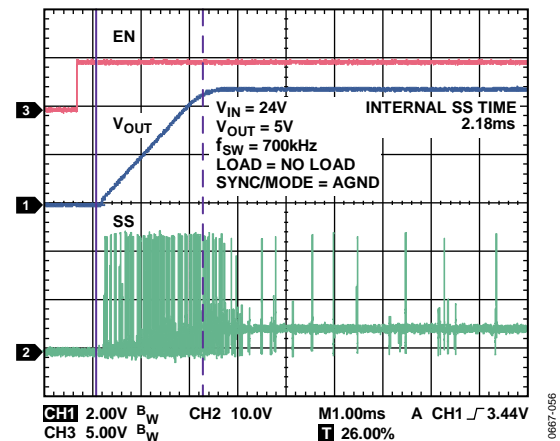 EN
3
VOUT
VIN = 24V
VOUT = 5V
fSW = 700kHz
LOAD = NO LOAD
SYNC/MODE = AGND
INTERNAL SS TIME
2.18ms
1
SS
2
CH1 2.00V BW CH2 10.0V M1.00ms A CH1 3.44V
CH3 5.00V BW T 26.00%
0667-056